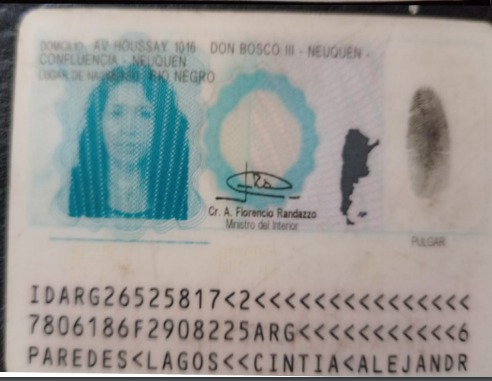 DOMICILIO: AV HOUSSAY 1016 DON BOSCO III - NEUQUEN -
CONFLUENCIA - NEUQUEN
LUGAR DE NACIMIENTO: RIO NEGRO
Cr. A. Florencio Randazzo
Ministro del Interior
PULGAR
IDARG26525817<2<<<<<<<<<<<<<<<
7806186F2908225ARG<<<<<<<<<<<6
PAREDES<LAGOS<<CINTIA<ALEJANDR